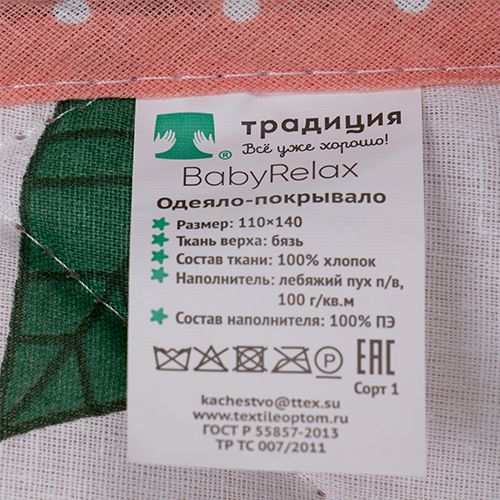 традиция
®
Всё уже хорошо!
BabyRelax
Одеяло-покрывало
Размер: 110×140
Ткань верха: бязь
Состав ткани: 100% хлопок
Наполнитель: лебяжий пух п/в,
100 г/кв.м
Состав наполнителя: 100% ПЭ
P
EAC
Сорт 1
kachestvo@ttex.su
www.textileoptom.ru
ГОСТ Р 55857-2013
ТР ТС 007/2011